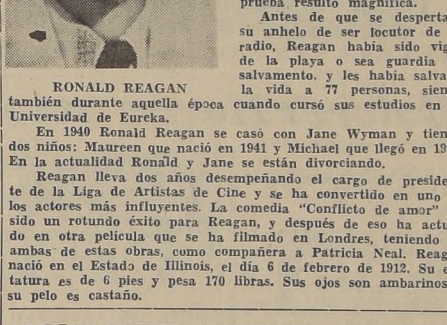 prueba resultó magnífica.
Antes de que se desperta
su anhelo de ser locutor de
radio, Reagan había sido vig
de la playa o sea guardia
salvamento, y les había salva
la vida a 77 personas, sien
RONALD REAGAN
también durante aquella época cuando cursó sus estudios en
Universidad de Eureka.
En 1940 Ronald Reagan se casó con Jane Wyman y tien
dos niños: Maureen que nació en 1941 y Michael que llegó en 19
En la actualidad Ronald y Jane se están divorciando.
Reagan lleva dos años desempeñando el cargo de preside
te de la Liga de Artistas de Cine y se ha convertido en uno
los actores más influyentes. La comedia "Conflicto de amor"
sido un rotundo éxito para Reagan, y después de eso ha actu
do en otra película que se ha filmado en Londres, teniendo
ambas de estas obras, como compañera a Patricia Neal. Reag
nació en el Estado de Illinois, el día 6 de febrero de 1912. Su e
tatura es de 6 pies y pesa 170 libras. Sus ojos son ambarinos
su pelo es castaño.